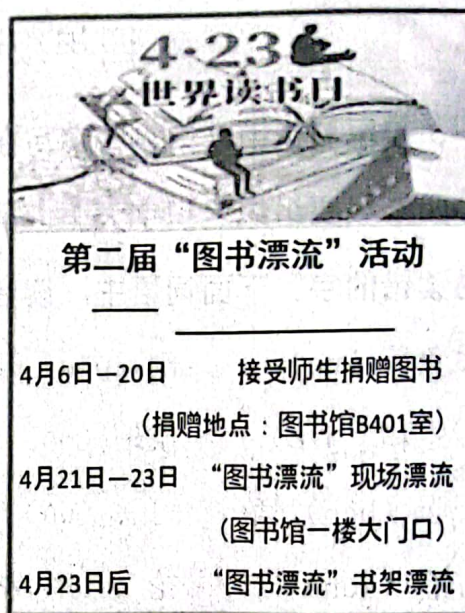 4·23
世界读书日
第二届“图书漂流”活动
4月6日—20日 接受师生捐赠图书
（捐赠地点：图书馆B401室）
4月21日—23日 “图书漂流”现场漂流
（图书馆一楼大门口）
4月23日后 “图书漂流”书架漂流